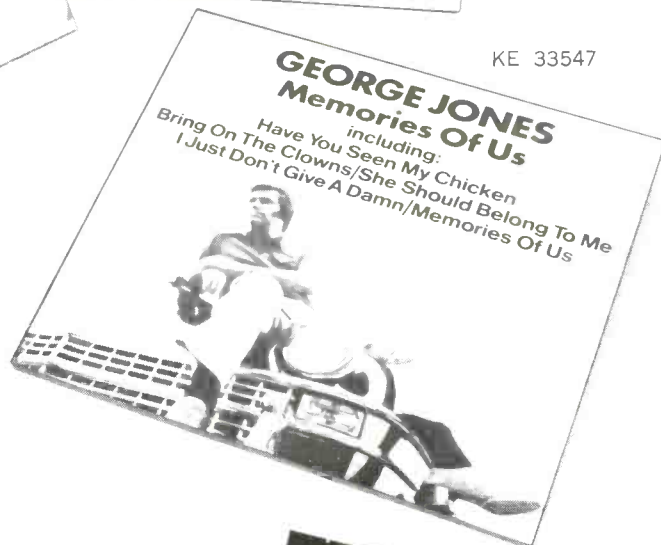 KE 33547
GEORGE JONES
Memories Of Us
including:
Have You Seen My Chicken
Bring On The Clowns/She Should Belong To Me
I Just Don't Give A Damn/Memories Of Us